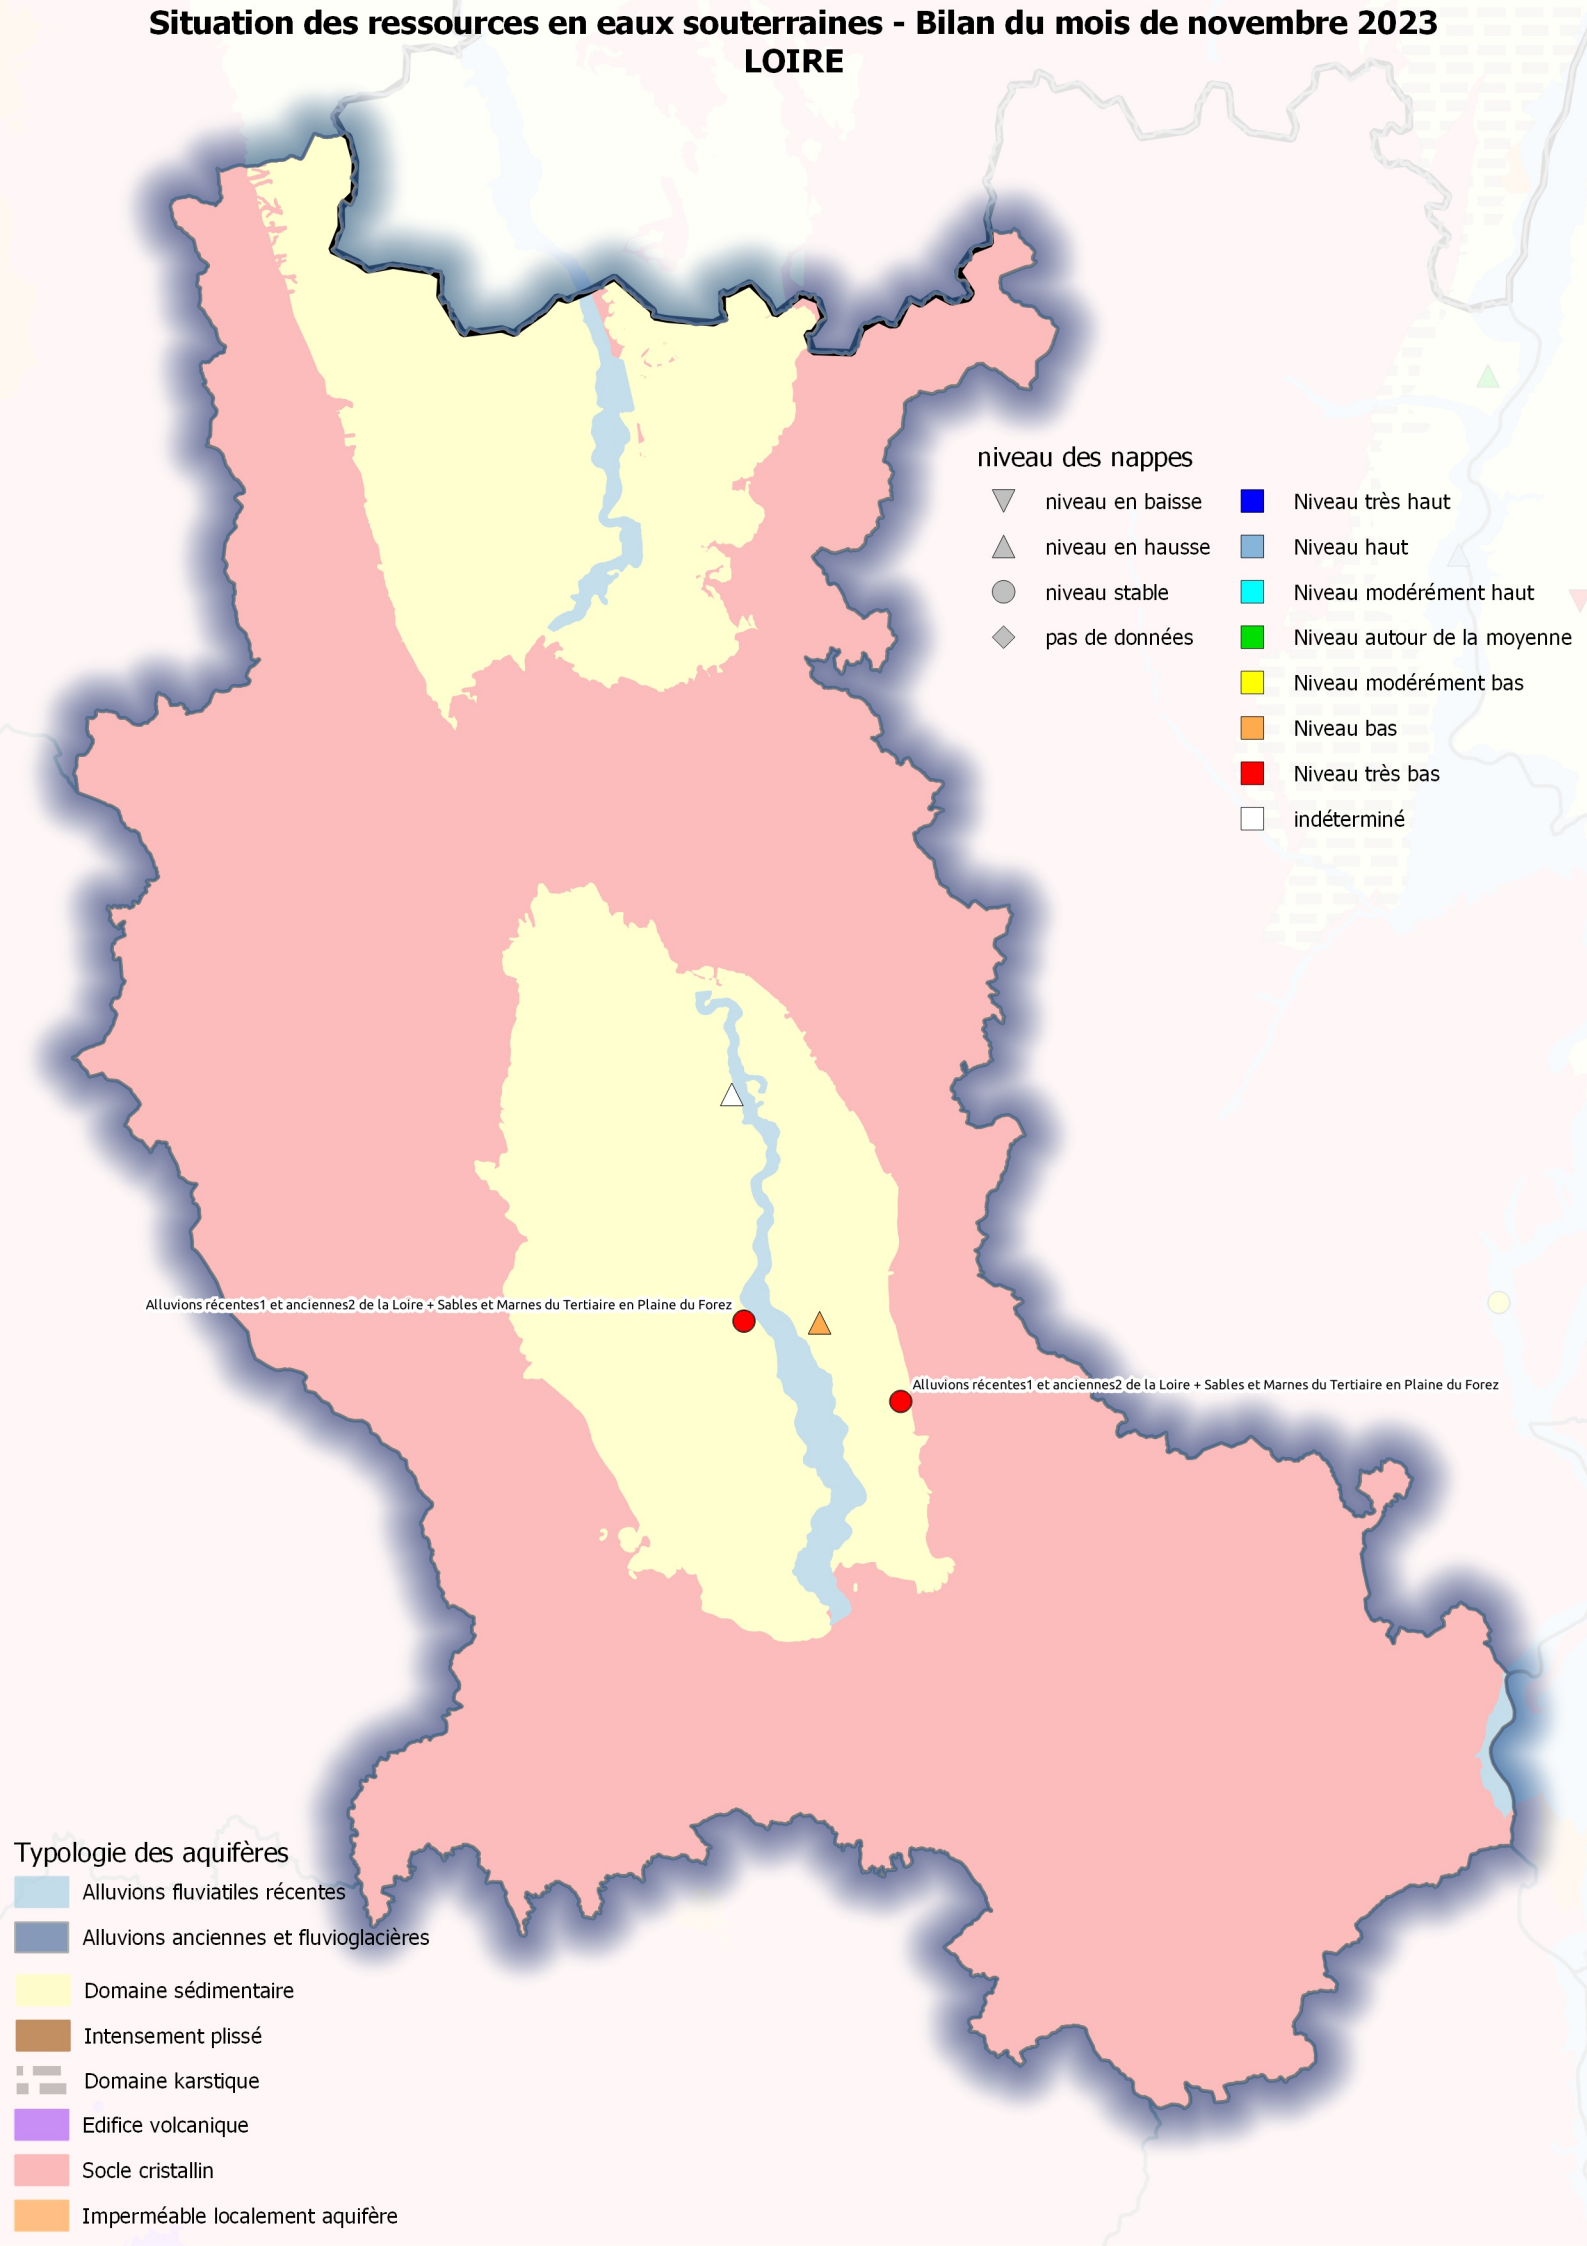 Situation des ressources en eaux souterraines - Bilan du mois de novembre 2023
LOIRE
niveau des nappes
niveau en baisse
niveau en hausse
niveau stable
pas de données
Niveau très haut
Niveau haut
Niveau modérément haut
Niveau autour de la moyenne
Niveau modérément bas
Niveau bas
Niveau très bas
indéterminé
Alluvions récentes1 et anciennes2 de la Loire + Sables et Marnes du Tertiaire en Plaine du Forez
Alluvions récentes1 et anciennes2 de la Loire + Sables et Marnes du Tertiaire en Plaine du Forez
Typologie des aquifères
Alluvions fluviatiles récentes
Alluvions anciennes et fluvioglacières
Domaine sédimentaire
Intensement plissé
Domaine karstique
Edifice volcanique
Socle cristallin
Imperméable localement aquifère